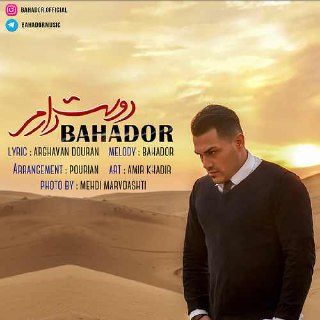 BAHADOR.OFFICIAL
BAHADORMUSIC
دوستت دارم
BAHADOR
LYRIC : ARGHAVAN DOURAN MELODY : BAHADOR
ARRANGEMENT : POURIAN ART : AMIR KHADIR
PHOTO BY : MEHDI MARVDASHTI